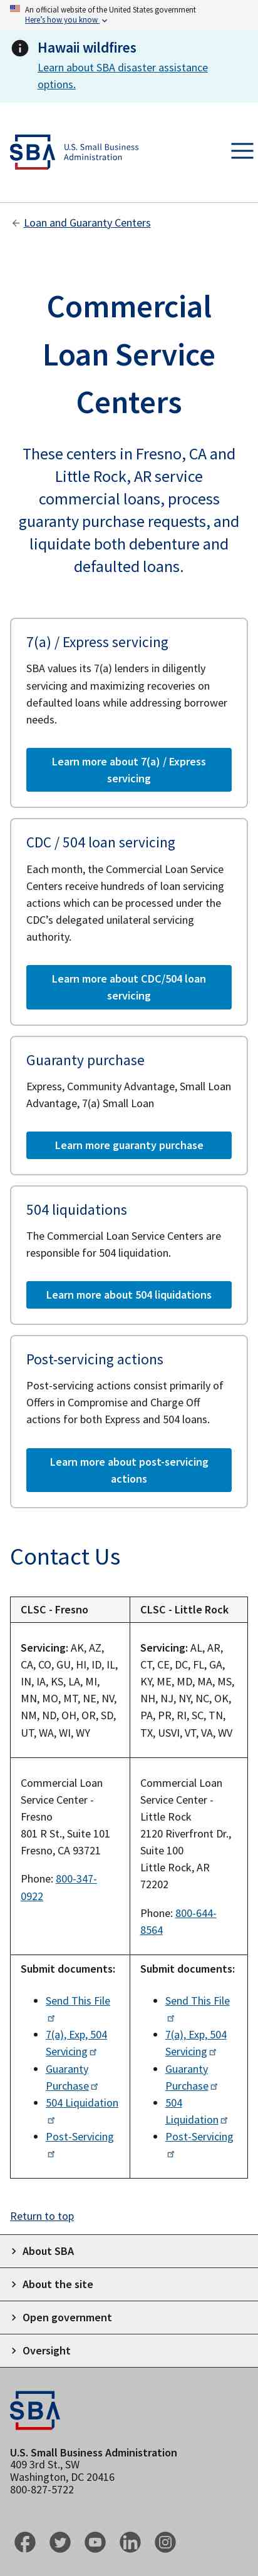 An official website of the United States government
Here's how you know
Hawaii wildfires
Learn about SBA disaster assistance
options.
SBA
U.S. Small Business
Administration
Loan and Guaranty Centers
Commercial
Loan Service
Centers
These centers in Fresno, CA and
Little Rock, AR service
commercial loans, process
guaranty purchase requests, and
liquidate both debenture and
defaulted loans.
7(a) / Express servicing
SBA values its 7(a) lenders in diligently
servicing and maximizing recoveries on
defaulted loans while addressing borrower
needs.
Learn more about 7(a) / Express
servicing
CDC / 504 loan servicing
Each month, the Commercial Loan Service
Centers receive hundreds of loan servicing
actions which can be processed under the
CDC's delegated unilateral servicing
authority.
Learn more about CDC/504 loan
servicing
Guaranty purchase
Express, Community Advantage, Small Loan
Advantage, 7(a) Small Loan
Learn more guaranty purchase
504 liquidations
The Commercial Loan Service Centers are
responsible for 504 liquidation.
Learn more about 504 liquidations
Post-servicing actions
Post-servicing actions consist primarily of
Offers in Compromise and Charge Off
actions for both Express and 504 loans.
Learn more about post-servicing
actions
Contact Us
CLSC - Fresno
CLSC - Little Rock
Servicing: AK, AZ,
CA, CO, GU, HI, ID, IL,
IN, IA, KS, LA, MI,
MN, MO, MT, NE, NV,
NM, ND, OH, OR, SD,
UT, WA, WI, WY
Servicing: AL, AR,
CT, CE, DC, FL, GA,
KY, ME, MD, MA, MS,
NH, NJ, NY, NC, OK,
PA, PR, RI, SC, TN,
TX, USVI, VT, VA, WV
Commercial Loan
Service Center -
Fresno
801 R St., Suite 101
Fresno, CA 93721
Phone: 800-347-
0922
Commercial Loan
Service Center -
Little Rock
2120 Riverfront Dr.,
Suite 100
Little Rock, AR
72202
Phone: 800-644-
8564
Submit documents:
Send This File
7(a), Exp, 504
Servicing
Guaranty
Purchase
504 Liquidation
Post-Servicing
Submit documents:
Send This File
7(a), Exp, 504
Servicing
Guaranty
Purchase
504
Liquidation
Post-Servicing
Return to top
About SBA
About the site
Open government
Oversight
SBA
U.S. Small Business Administration
409 3rd St., SW
Washington, DC 20416
800-827-5722